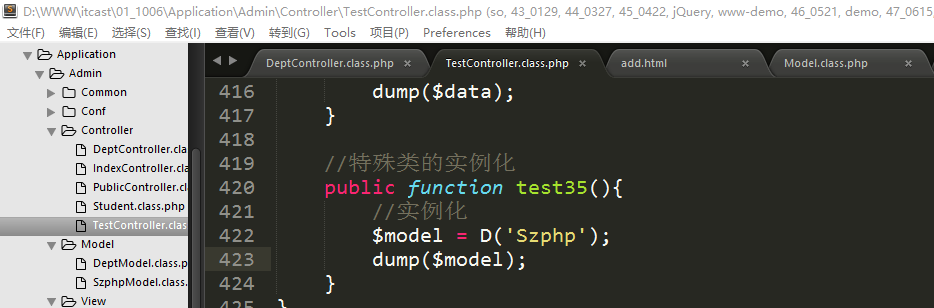 D:\WWW\itcast\01_1006\Application\Admin\Controller\TestController.class.php (so, 43_0129, 44_0327, 45_0422, jQuery, www-demo, 46_0521, demo, 47_0615,
文件(F) 编辑(E) 选择(S) 查找(I) 查看(V) 转到(G) Tools 项目(P) Preferences 帮助(H)
Application
Admin
Common
Conf
Controller
DeptController.cla
IndexController.cla
PublicController.cl
Student.class.php
TestController.clas
Model
DeptModel.class.p
SzphpModel.class.
View
DeptController.class.php × TestController.class.php × add.html × Model.class.php ×
416 dump($data);
417 }
418
419 //特殊类的实例化
420 public function test35(){
421 //实例化
422 $model = D('Szphp');
423 dump($model);
424 }
425 }